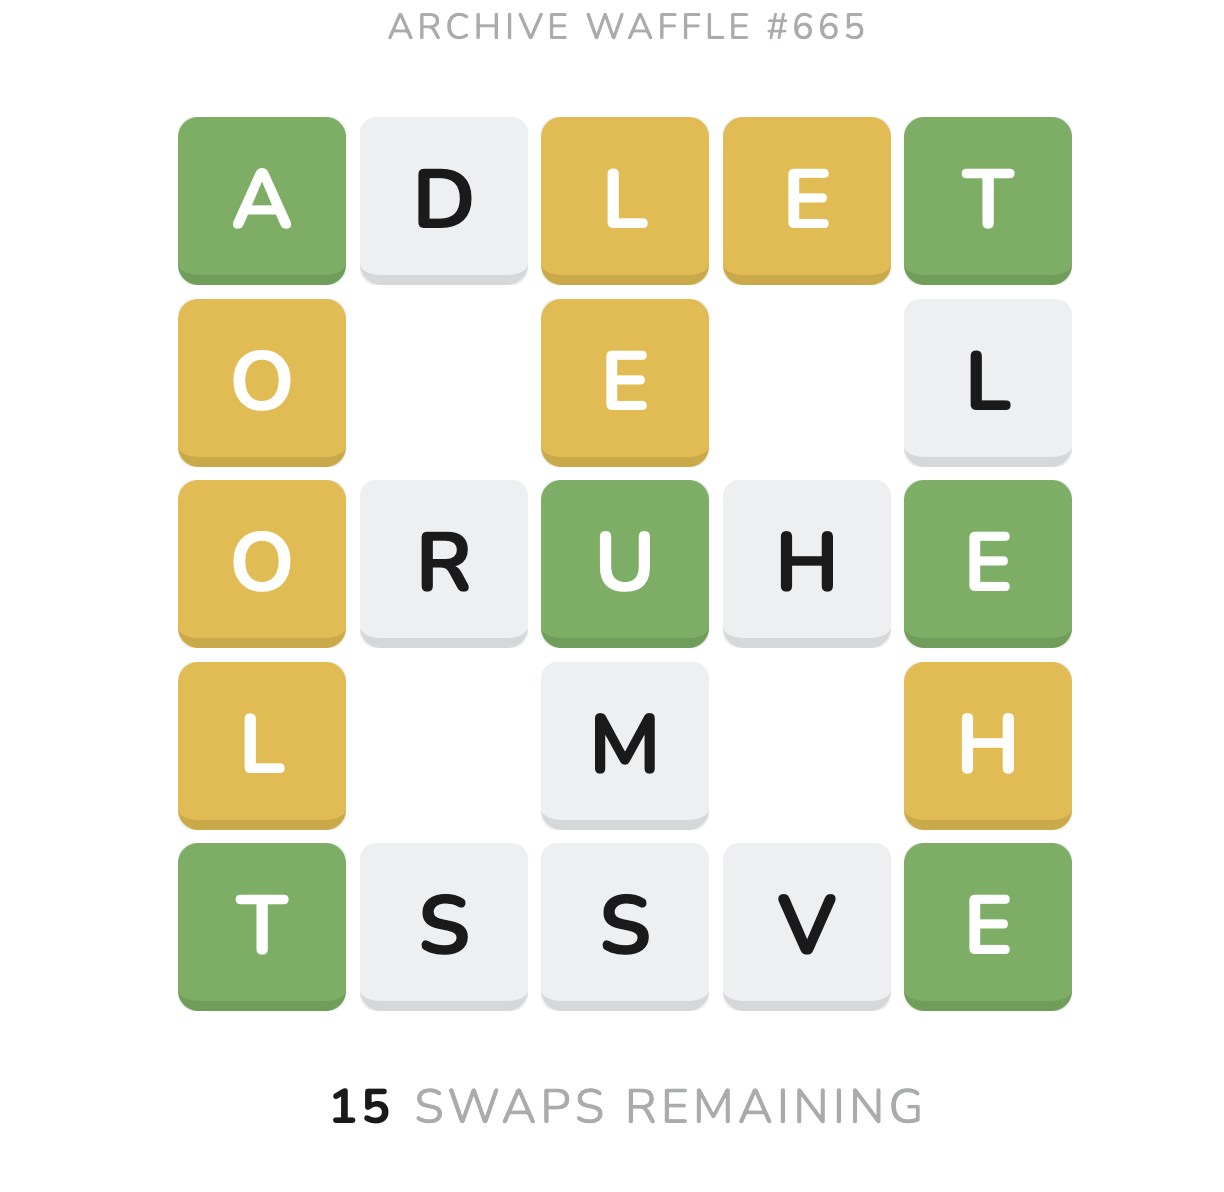 ARCHIVE WAFFLE #665
A D L E T
O E L
O R U H E
L M H
T S S V E
15 SWAPS REMAINING